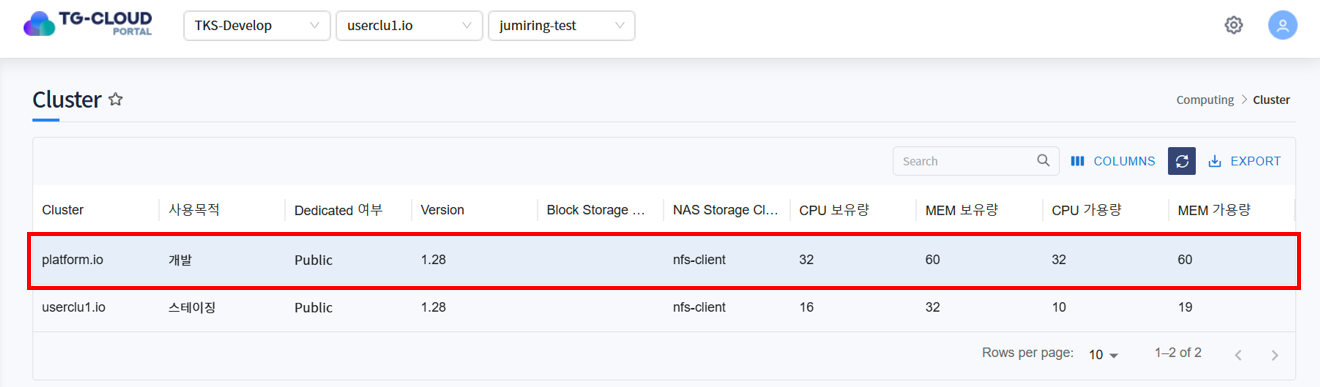 TG-CLOUD
PORTAL
TKS-Develop userclu1.io jumiring-test
Cluster
Computing > Cluster
Search COLUMNS EXPORT
Cluster 사용목적 Dedicated 여부 Version Block Storage ... NAS Storage Cl... CPU 보유량 MEM 보유량 CPU 가용량 MEM 가용량
platform.io 개발 Public 1.28 nfs-client 32 60 32 60
userclu1.io 스테이징 Public 1.28 nfs-client 16 32 10 19
Rows per page: 10 1–2 of 2